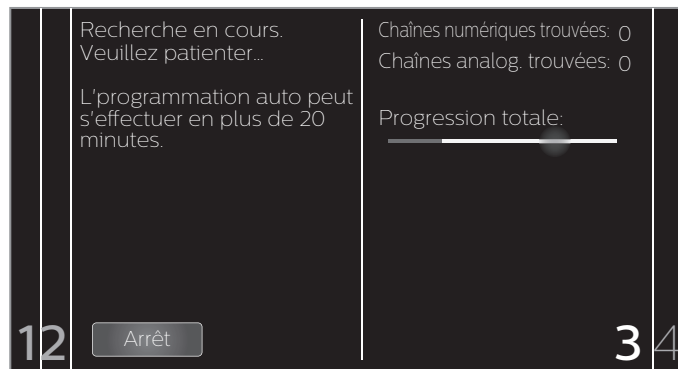 Recherche en cours.
Veuillez patienter...
L'programmation auto peut
s'effectuer en plus de 20
minutes.
Arrêt
Chaînes numériques trouvées: 0
Chaînes analog. trouvées: 0
Progression totale:
1 2
3 4